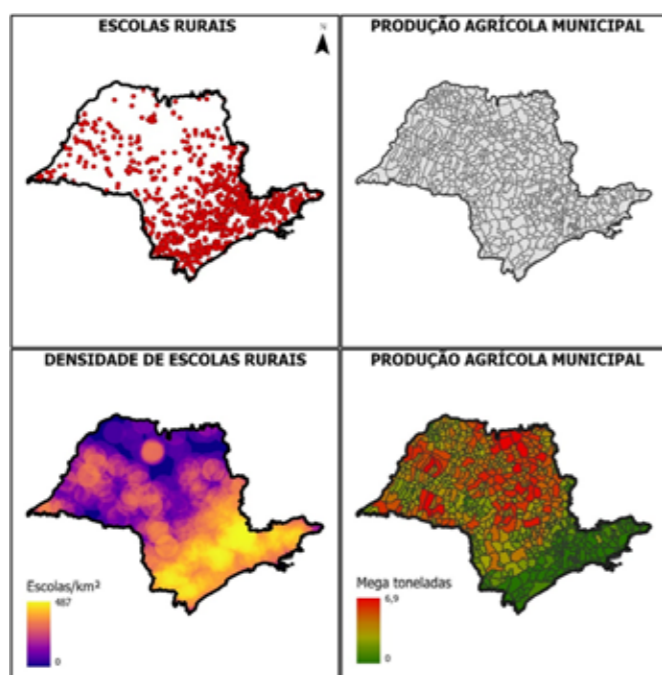 ESCOLAS RURAIS
N
PRODUÇÃO AGRÍCOLA MUNICIPAL
DENSIDADE DE ESCOLAS RURAIS
Escolas/km²
487
0
PRODUÇÃO AGRÍCOLA MUNICIPAL
Mega toneladas
6,9
0